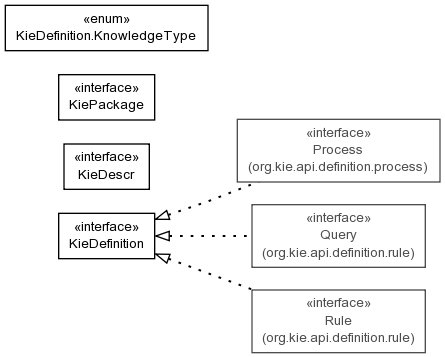 «enum»
KieDefinition.KnowledgeType
«interface»
KiePackage
«interface»
KieDescr
«interface»
KieDefinition
«interface»
Process
(org.kie.api.definition.process)
«interface»
Query
(org.kie.api.definition.rule)
«interface»
Rule
(org.kie.api.definition.rule)